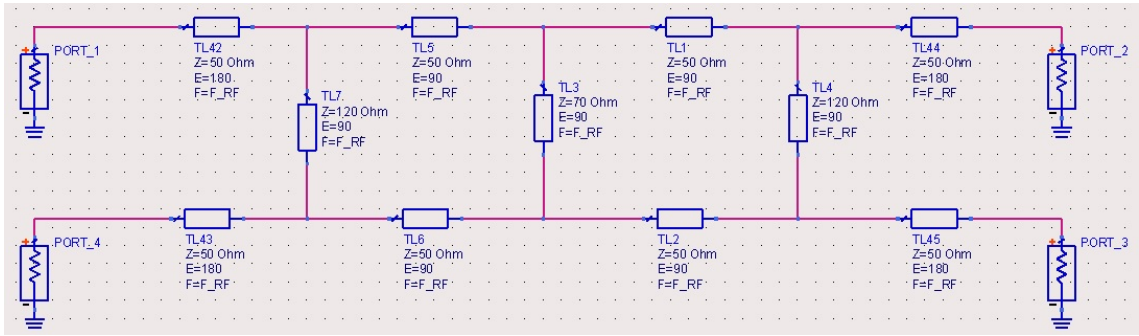 PORT_1
TL42
Z=50 Ohm
E=180
F=F_RF
TL5
Z=50 Ohm
E=90
F=F_RF
TL1
Z=50 Ohm
E=90
F=F_RF
TL44
Z=50 Ohm
E=180
F=F_RF
PORT_2
TL7
Z=120 Ohm
E=90
F=F_RF
TL3
Z=70 Ohm
E=90
F=F_RF
TL4
Z=120 Ohm
E=90
F=F_RF
PORT_4
TL43
Z=50 Ohm
E=180
F=F_RF
TL6
Z=50 Ohm
E=90
F=F_RF
TL2
Z=50 Ohm
E=90
F=F_RF
TL45
Z=50 Ohm
E=180
F=F_RF
PORT_3